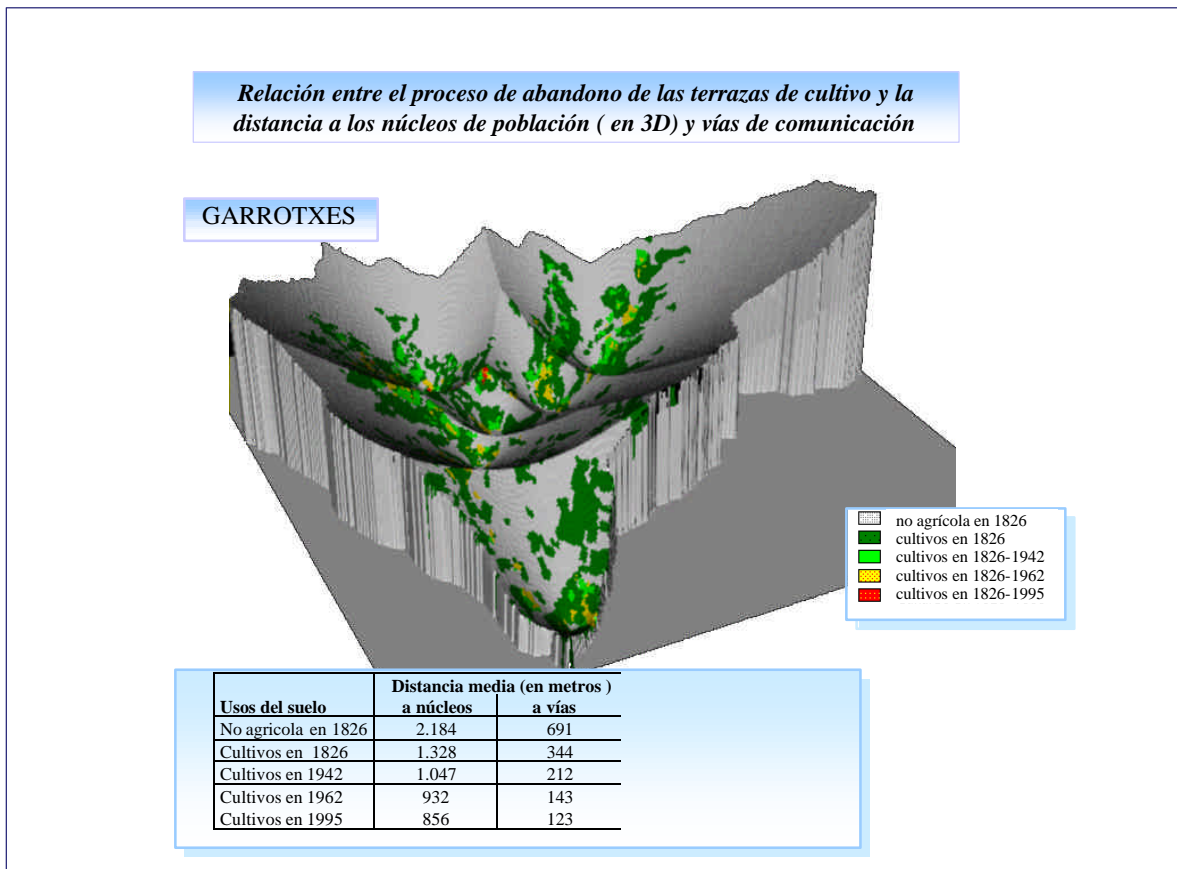 Relación entre el proceso de abandono de las terrazas de cultivo y la
distancia a los núcleos de población ( en 3D) y vías de comunicación
GARROTXES
no agrícola en 1826
cultivos en 1826
cultivos en 1826-1942
cultivos en 1826-1962
cultivos en 1826-1995
Distancia media (en metros )
Usos del suelo a núcleos a vías
No agricola en 1826 2.184 691
Cultivos en 1826 1.328 344
Cultivos en 1942 1.047 212
Cultivos en 1962 932 143
Cultivos en 1995 856 123